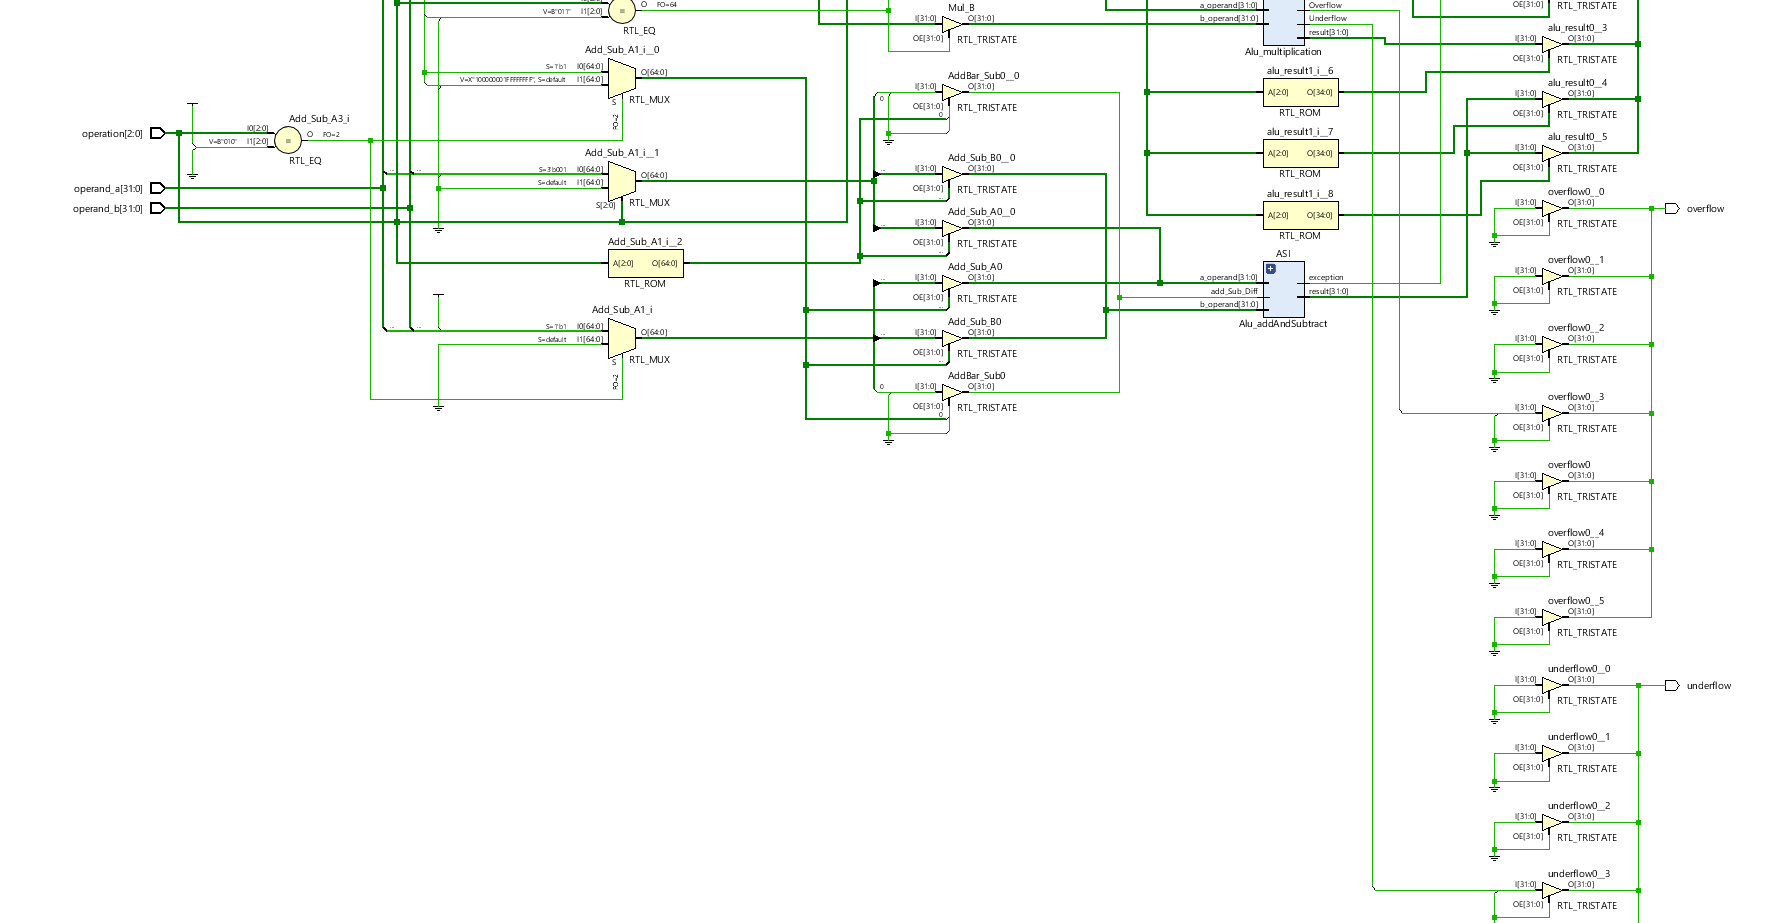 V=B"011" I1[2:0] O FO=64
RTL_EQ
Add_Sub_A1_i__0
S=1'b1 I0[64:0] O[64:0]
V=X"100000001FFFFFFFF", S=default I1[64:0]
S RTL_MUX
FO=2
operation[2:0]
Add_Sub_A3_i
I0[2:0] O FO=2
V=B"010" I1[2:0]
RTL_EQ
operand_a[31:0]
operand_b[31:0]
Add_Sub_A1_i__1
S=3'b001 I0[64:0] O[64:0]
S=default I1[64:0]
S[2:0] RTL_MUX
Add_Sub_A1_i__2
A[2:0] O[64:0]
RTL_ROM
Add_Sub_A1_i
S=1'b1 I0[64:0] O[64:0]
S=default I1[64:0]
S RTL_MUX
FO=2
Mul_B
I[31:0] O[31:0]
OE[31:0] RTL_TRISTATE
AddBar_Sub0__0
I[31:0] O[31:0]
0
OE[31:0] RTL_TRISTATE
0
Add_Sub_B0__0
I[31:0] O[31:0]
OE[31:0] RTL_TRISTATE
Add_Sub_A0__0
I[31:0] O[31:0]
OE[31:0] RTL_TRISTATE
Add_Sub_A0
I[31:0] O[31:0]
OE[31:0] RTL_TRISTATE
Add_Sub_B0
I[31:0] O[31:0]
OE[31:0] RTL_TRISTATE
AddBar_Sub0
0 I[31:0] O[31:0]
OE[31:0] RTL_TRISTATE
0
a_operand[31:0] Overflow
b_operand[31:0] Underflow
result[31:0]
Alu_multiplication
alu_result1_i__6
A[2:0] O[34:0]
RTL_ROM
alu_result1_i__7
A[2:0] O[34:0]
RTL_ROM
alu_result1_i__8
A[2:0] O[34:0]
RTL_ROM
ASI
a_operand[31:0] exception
add_Sub_Diff result[31:0]
b_operand[31:0]
Alu_addAndSubtract
OE[31:0] RTL_TRISTATE
alu_result0__3
I[31:0] O[31:0]
OE[31:0] RTL_TRISTATE
alu_result0__4
I[31:0] O[31:0]
OE[31:0] RTL_TRISTATE
alu_result0__5
I[31:0] O[31:0]
OE[31:0] RTL_TRISTATE
overflow0__0
I[31:0] O[31:0] overflow
OE[31:0] RTL_TRISTATE
overflow0__1
I[31:0] O[31:0]
OE[31:0] RTL_TRISTATE
overflow0__2
I[31:0] O[31:0]
OE[31:0] RTL_TRISTATE
overflow0__3
I[31:0] O[31:0]
OE[31:0] RTL_TRISTATE
overflow0
I[31:0] O[31:0]
OE[31:0] RTL_TRISTATE
overflow0__4
I[31:0] O[31:0]
OE[31:0] RTL_TRISTATE
overflow0__5
I[31:0] O[31:0]
OE[31:0] RTL_TRISTATE
underflow0__0
I[31:0] O[31:0] underflow
OE[31:0] RTL_TRISTATE
underflow0__1
I[31:0] O[31:0]
OE[31:0] RTL_TRISTATE
underflow0__2
I[31:0] O[31:0]
OE[31:0] RTL_TRISTATE
underflow0__3
I[31:0] O[31:0]
OE[31:0] RTL_TRISTATE